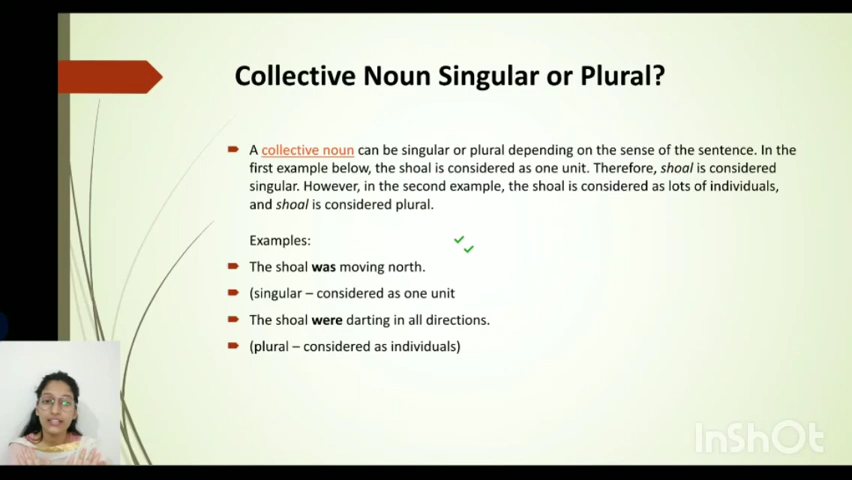 Collective Noun Singular or Plural?
A collective noun can be singular or plural depending on the sense of the sentence. In the
first example below, the shoal is considered as one unit. Therefore, shoal is considered
singular. However, in the second example, the shoal is considered as lots of individuals,
and shoal is considered plural.
Examples:
The shoal was moving north.
(singular – considered as one unit
The shoal were darting in all directions.
(plural – considered as individuals)
InShOt